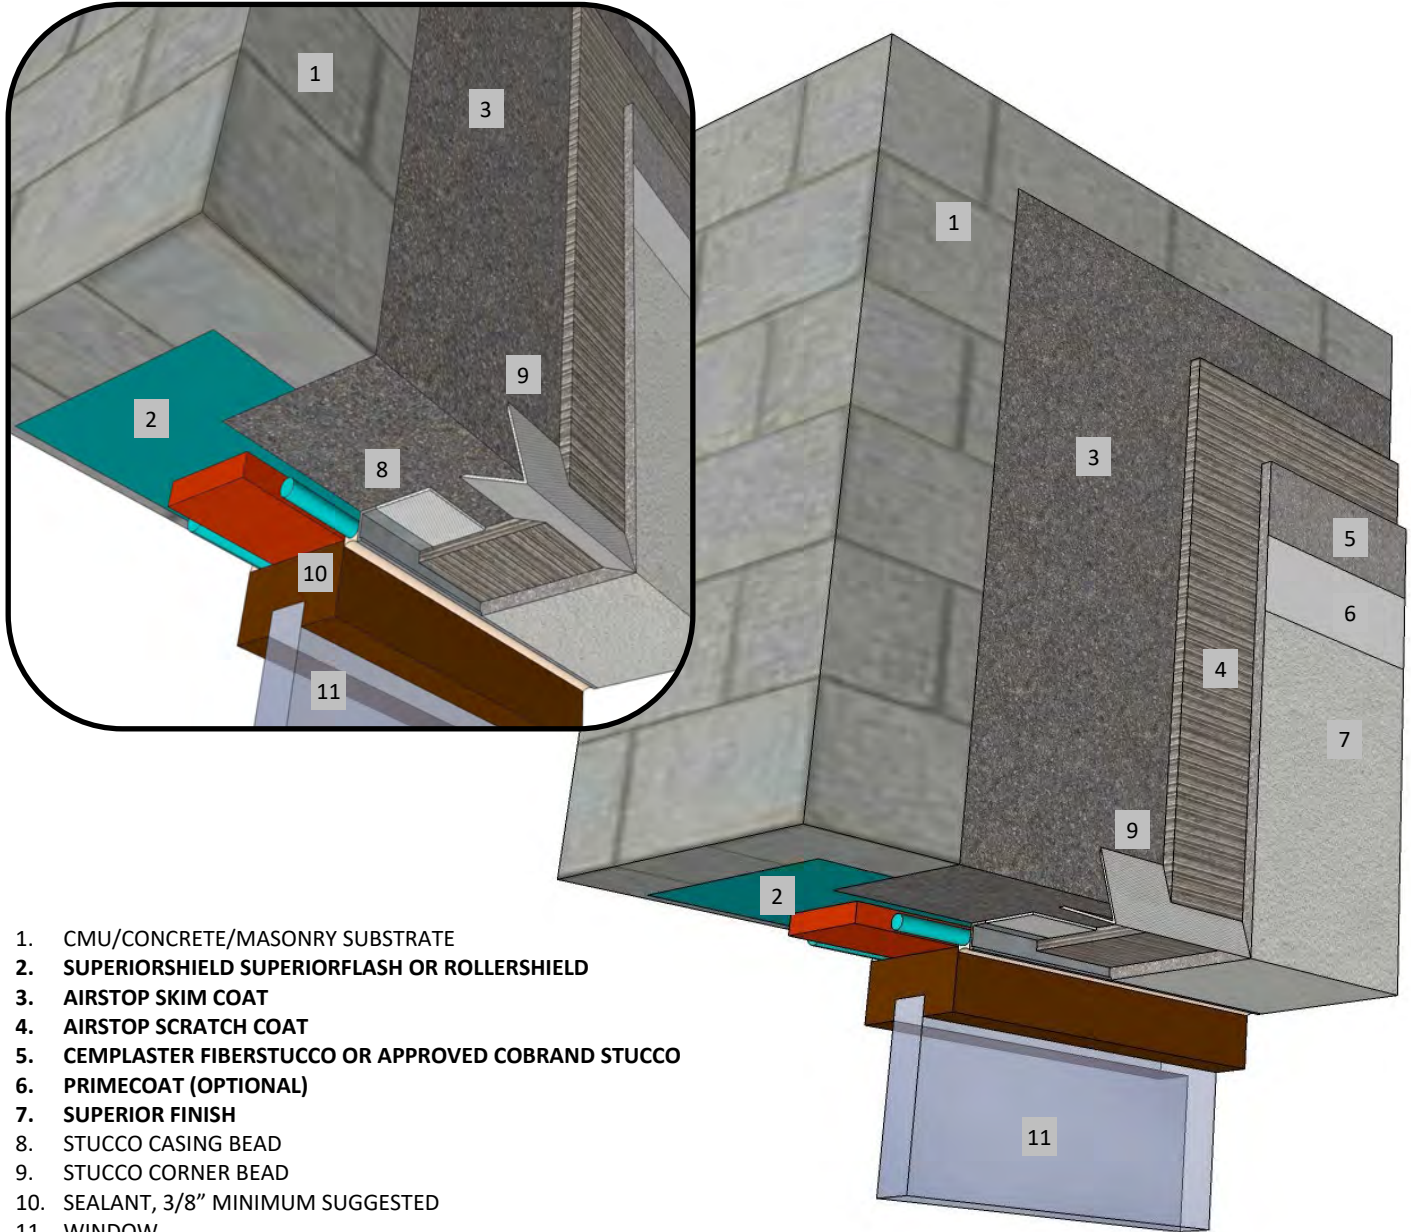 1
3
9
2
8
10
11
1
3
5
6
4
7
9
2
11
1. CMU/CONCRETE/MASONRY SUBSTRATE
2. SUPERIORSHIELD SUPERIORFLASH OR ROLLERSHIELD
3. AIRSTOP SKIM COAT
4. AIRSTOP SCRATCH COAT
5. CEMPLASTER FIBERSTUCCO OR APPROVED COBRAND STUCCO
6. PRIMECOAT (OPTIONAL)
7. SUPERIOR FINISH
8. STUCCO CASING BEAD
9. STUCCO CORNER BEAD
10. SEALANT, 3/8” MINIMUM SUGGESTED
11. WINDOW